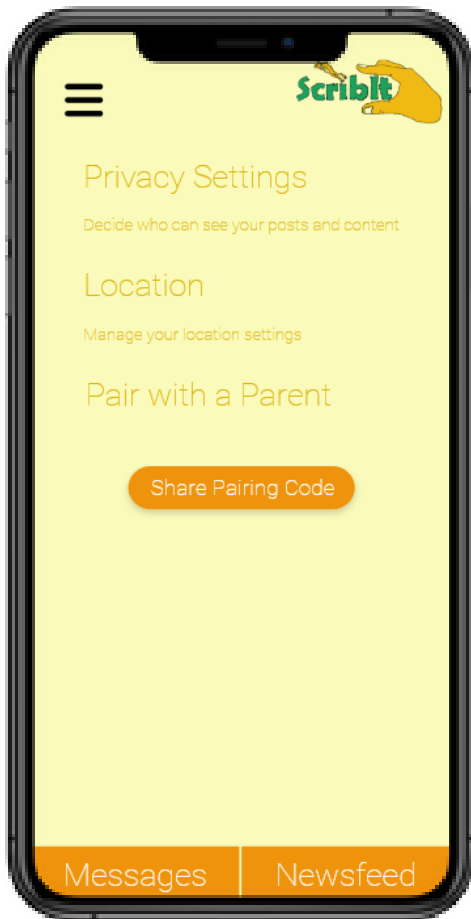 ScribIt
Privacy Settings
Decide who can see your posts and content
Location
Manage your location settings
Pair with a Parent
Share Pairing Code
Messages
Newsfeed